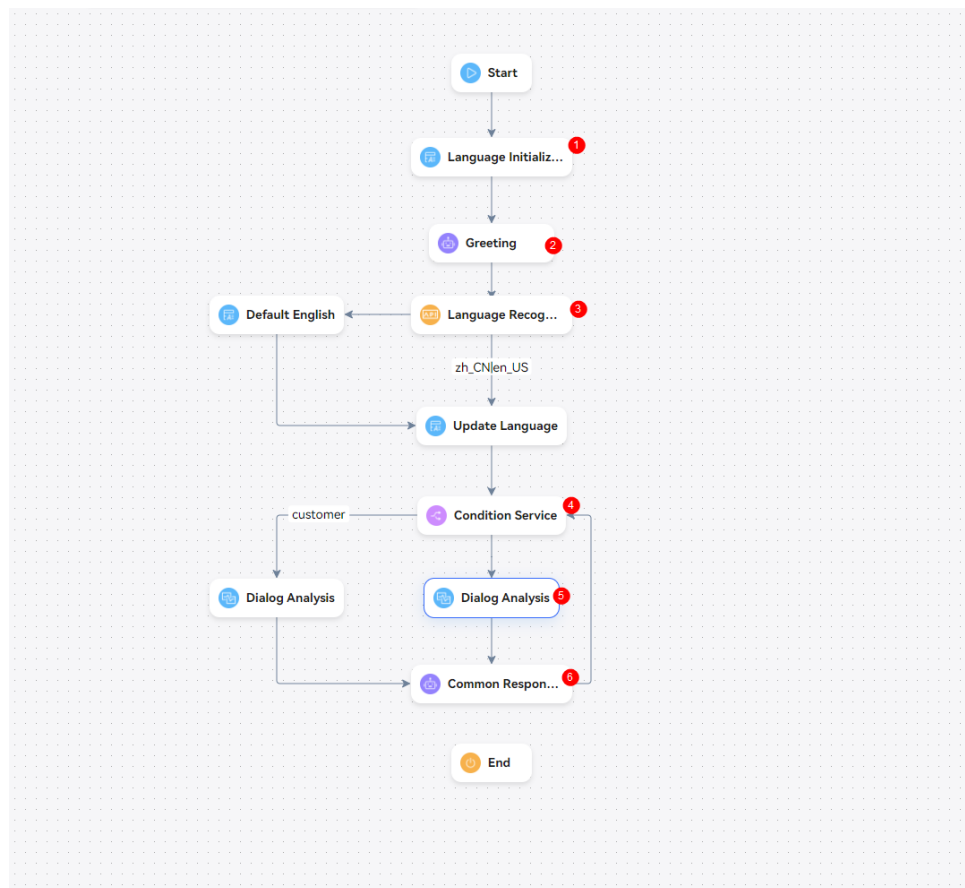 Start
Language Initializ...
1
Greeting
2
Default English
Language Recog...
3
zh_CN|en_US
Update Language
customer
Condition Service
4
Dialog Analysis
Dialog Analysis
5
Common Respon...
6
End